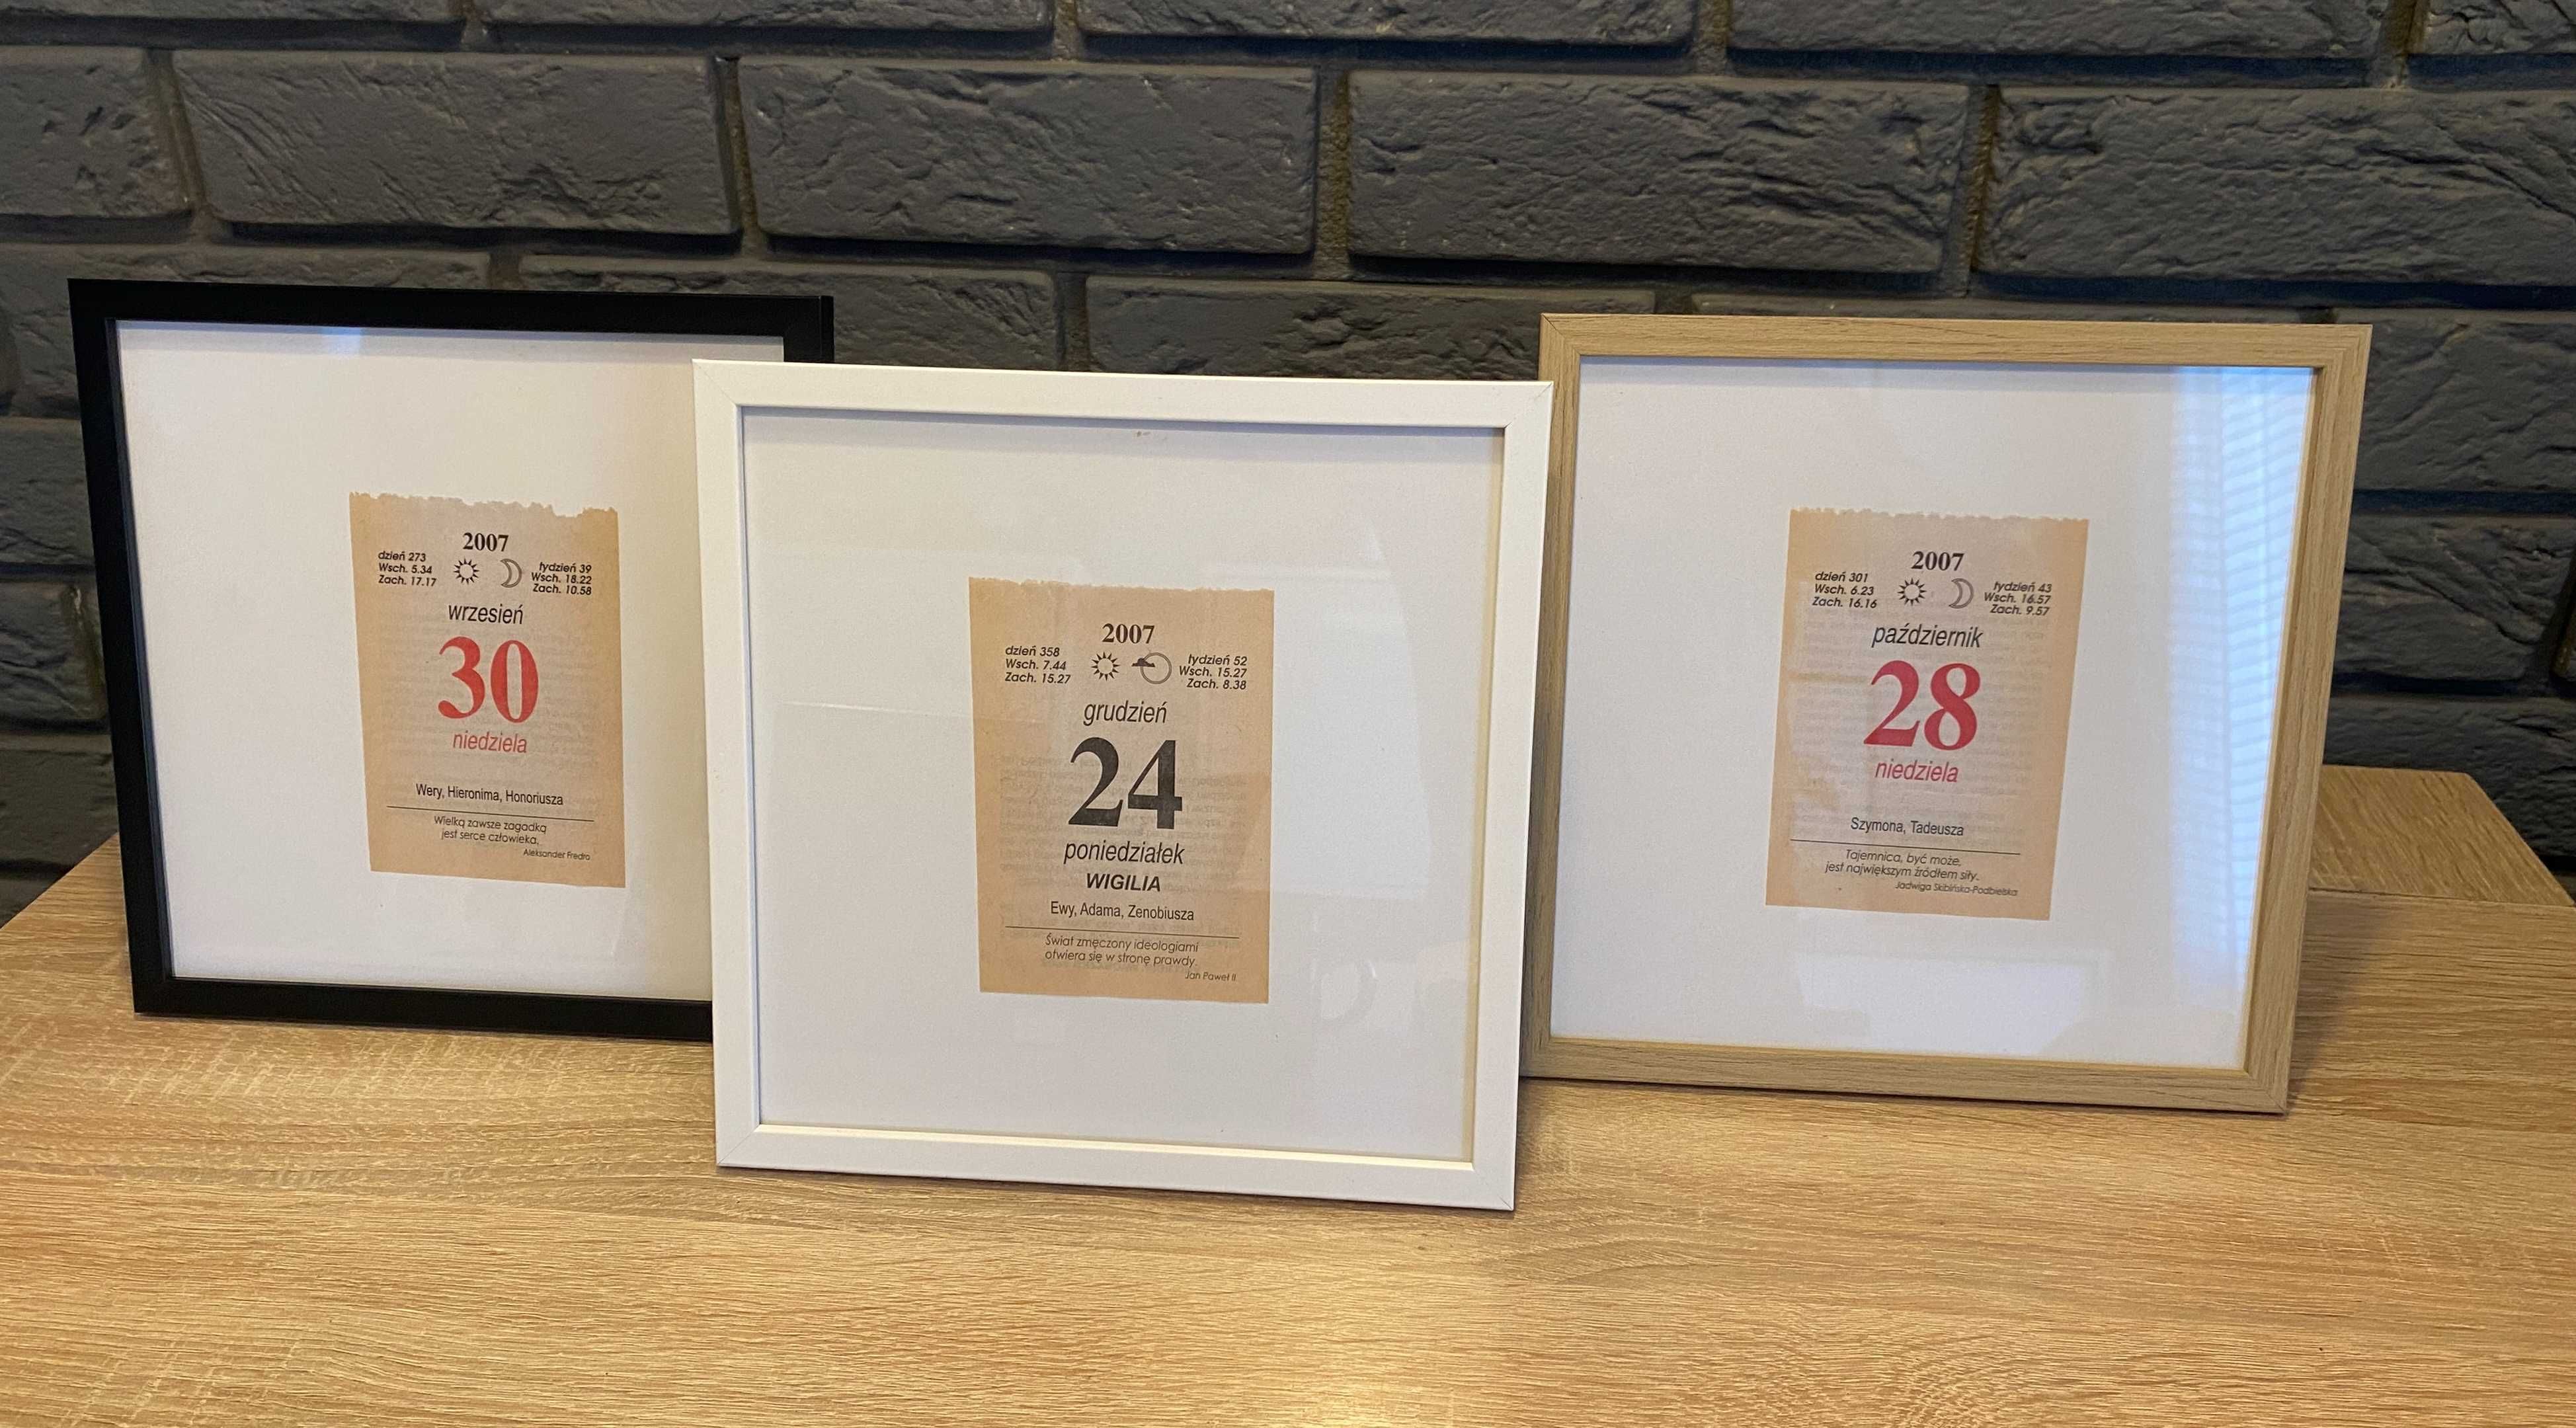 2007
dzień 273
Wsch. 5.34
Zach. 17.17
tydzień 39
Wsch. 18.22
Zach. 10.58
wrzesień
30
niedziela
Wery, Hieronima, Honoriusza
Wielką zawsze zagadką
jest serce człowieka.
Aleksander Fredro
2007
dzień 358
Wsch. 7.44
Zach. 15.27
tydzień 52
Wsch. 15.27
Zach. 8.38
grudzień
24
poniedziałek
WIGILIA
Ewy, Adama, Zenobiusza
Świat zmęczony ideologiami
otwiera się w stronę prawdy.
Jan Paweł II
2007
dzień 301
Wsch. 6.23
Zach. 16.16
tydzień 43
Wsch. 16.57
Zach. 9.57
październik
28
niedziela
Szymona, Tadeusza
Tajemnica, być może,
jest największym źródłem siły.
Jadwiga Skibińska-Podbielska